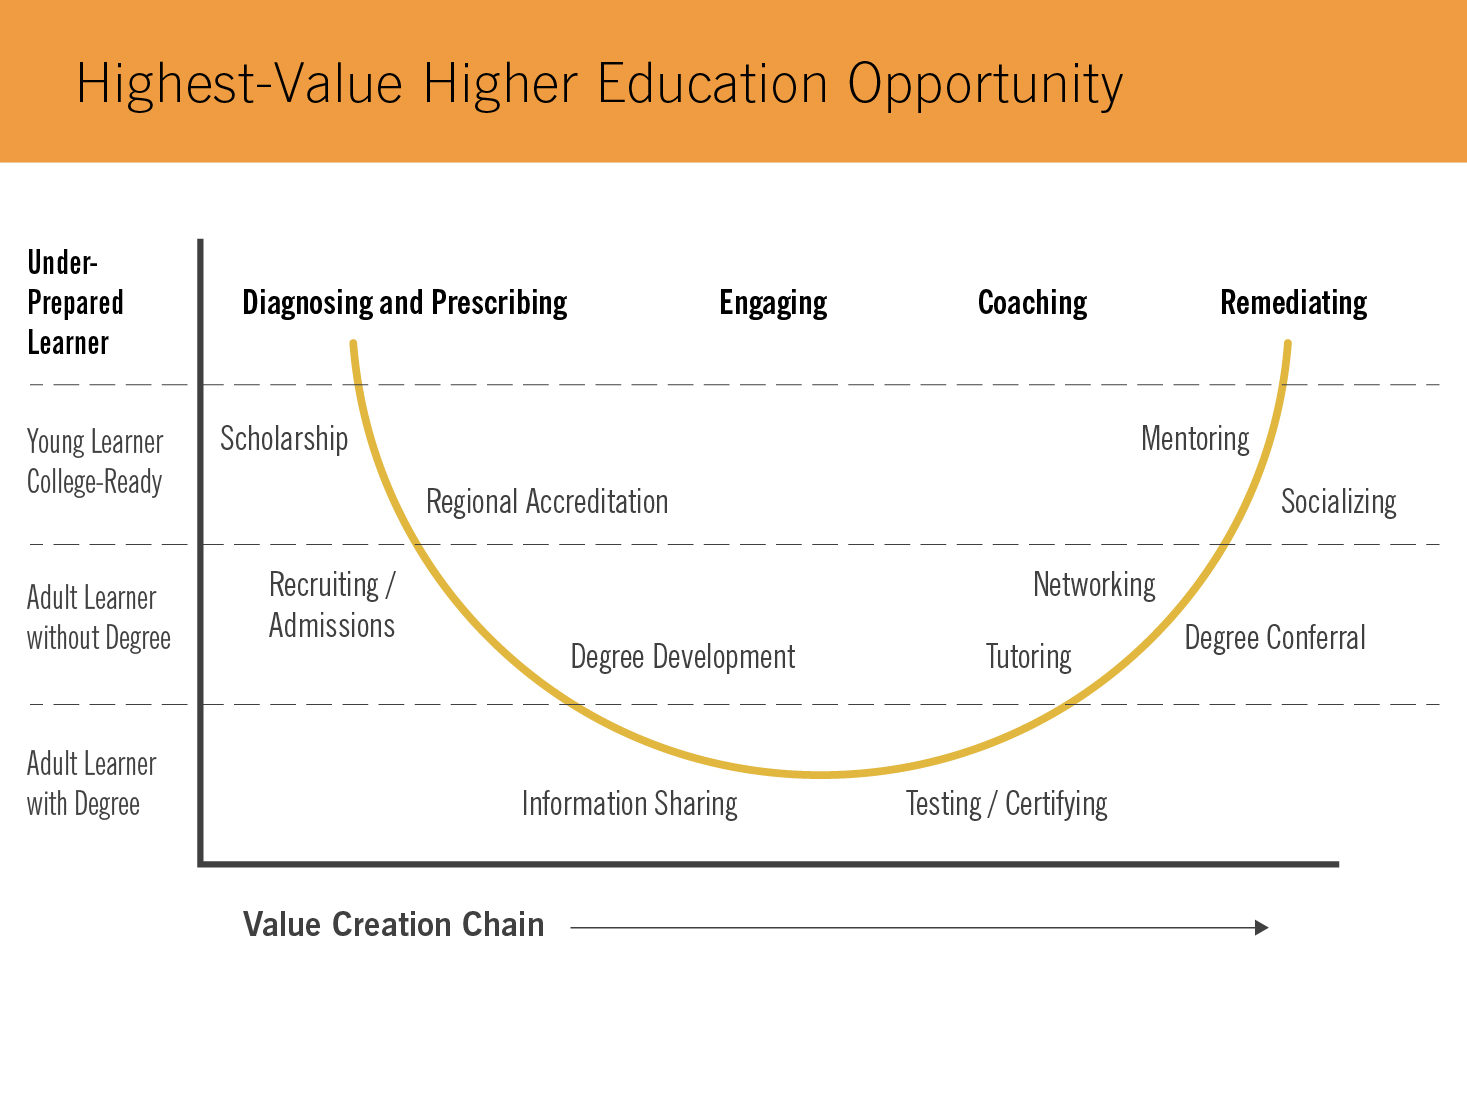 Highest-Value Higher Education Opportunity
Under-
Prepared
Learner
Diagnosing and Prescribing
Engaging
Coaching
Remediating
Young Learner
College-Ready
Scholarship
Mentoring
Regional Accreditation
Socializing
Adult Learner
without Degree
Recruiting /
Admissions
Networking
Degree Development
Tutoring
Degree Conferral
Adult Learner
with Degree
Information Sharing
Testing / Certifying
Value Creation Chain